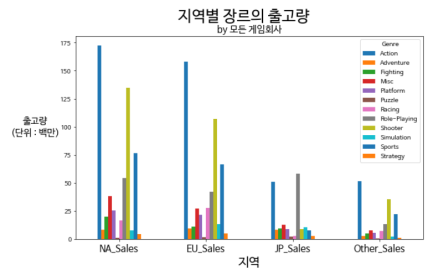 지역별 장르의 출고량
by 모든 게임회사
출고량
(단위 : 백만)
175
150
125
100
75
50
25
0
Genre
Action
Adventure
Fighting
Misc
Platform
Puzzle
Racing
Role-Playing
Shooter
Simulation
Sports
Strategy
NA_Sales
EU_Sales
JP_Sales
Other_Sales
지역